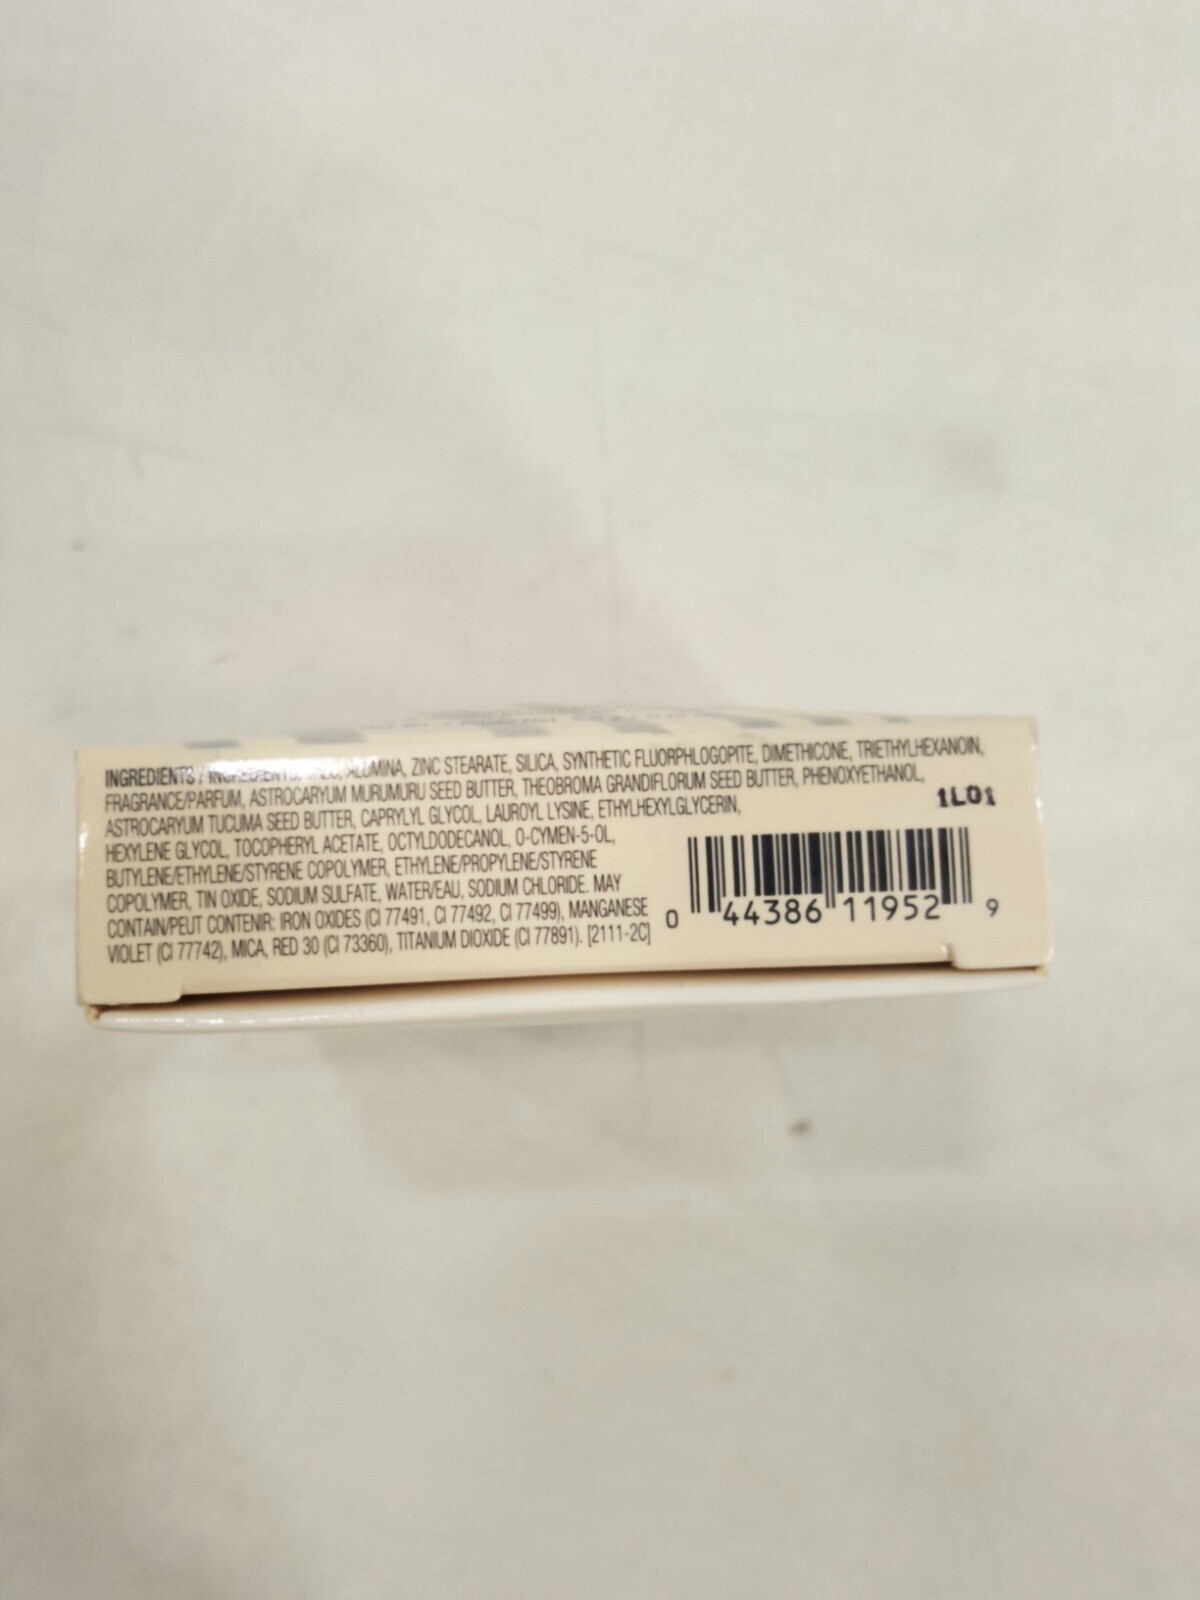 INGREDIENTS / INGRÉDIENTS: TALC, ALUMINA, ZINC STEARATE, SILICA, SYNTHETIC FLUORPHLOGOPITE, DIMETHICONE, TRIETHYLHEXANOIN,
FRAGRANCE/PARFUM, ASTROCARYUM MURUMURU SEED BUTTER, THEOBROMA GRANDIFLORUM SEED BUTTER, PHENOXYETHANOL,
ASTROCARYUM TUCUMA SEED BUTTER, CAPRYLYL GLYCOL, LAUROYL LYSINE, ETHYLHEXYLGLYCERIN,
HEXYLENE GLYCOL, TOCOPHERYL ACETATE, OCTYLDODECANOL, O-CYMEN-5-OL,
BUTYLENE/ETHYLENE/STYRENE COPOLYMER, ETHYLENE/PROPYLENE/STYRENE
COPOLYMER, TIN OXIDE, SODIUM SULFATE, WATER/EAU, SODIUM CHLORIDE. MAY
CONTAIN/PEUT CONTENIR: IRON OXIDES (CI 77491, CI 77492, CI 77499), MANGANESE
VIOLET (CI 77742), MICA, RED 30 (CI 73360), TITANIUM DIOXIDE (CI 77891). [2111-2C]
1L01
0 44386 11952 9